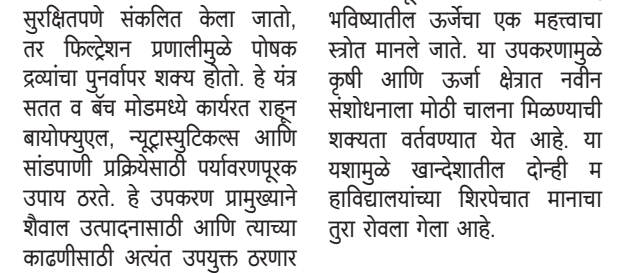 सुरक्षितपणे संकलित केला जातो,
तर फिल्ट्रेशन प्रणालीमुळे पोषक
द्रव्यांचा पुनर्वापर शक्य होतो. हे यंत्र
सतत व बॅच मोडमध्ये कार्यरत राहून
बायोफ्युएल, न्यूट्रास्युटिकल्स आणि
सांडपाणी प्रक्रियेसाठी पर्यावरणपूरक
उपाय ठरते. हे उपकरण प्रामुख्याने
शैवाल उत्पादनासाठी आणि त्याच्या
काढणीसाठी अत्यंत उपयुक्त ठरणार
भविष्यातील ऊर्जेचा एक महत्त्वाचा
स्त्रोत मानले जाते. या उपकरणामुळे
कृषी आणि ऊर्जा क्षेत्रात नवीन
संशोधनाला मोठी चालना मिळण्याची
शक्यता वर्तवण्यात येत आहे. या
यशामुळे खान्देशातील दोन्ही म
हाविद्यालयांच्या शिरपेचात मानाचा
तुरा रोवला गेला आहे.